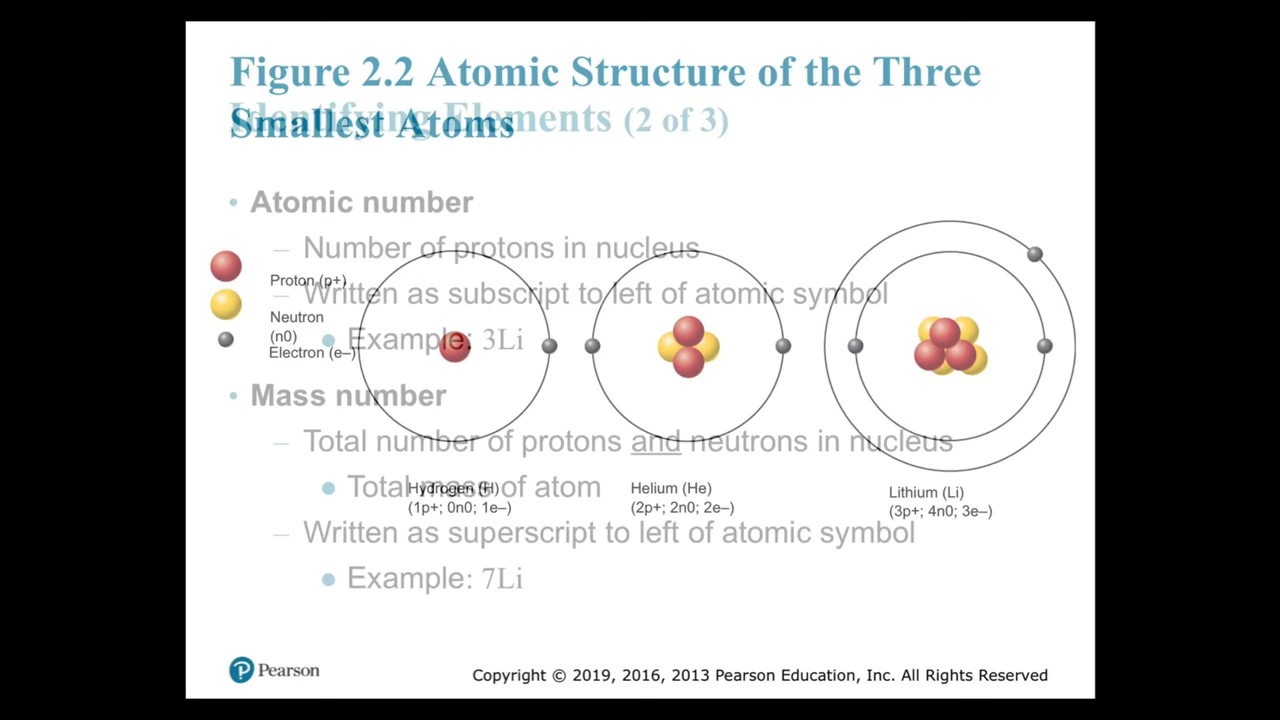 Figure 2.2 Atomic Structure of the Three
Smallest Atoms
Identifying Elements (2 of 3)
• Atomic number
– Number of protons in nucleus
– Written as subscript to left of atomic symbol
● Example: 3Li
• Mass number
– Total number of protons and neutrons in nucleus
● Total mass of atom
– Written as superscript to left of atomic symbol
● Example: 7Li
Proton (p+)
Neutron
(n0)
Electron (e–)
Hydrogen (H)
(1p+; 0n0; 1e–)
Helium (He)
(2p+; 2n0; 2e–)
Lithium (Li)
(3p+; 4n0; 3e–)
P Pearson
Copyright © 2019, 2016, 2013 Pearson Education, Inc. All Rights Reserved